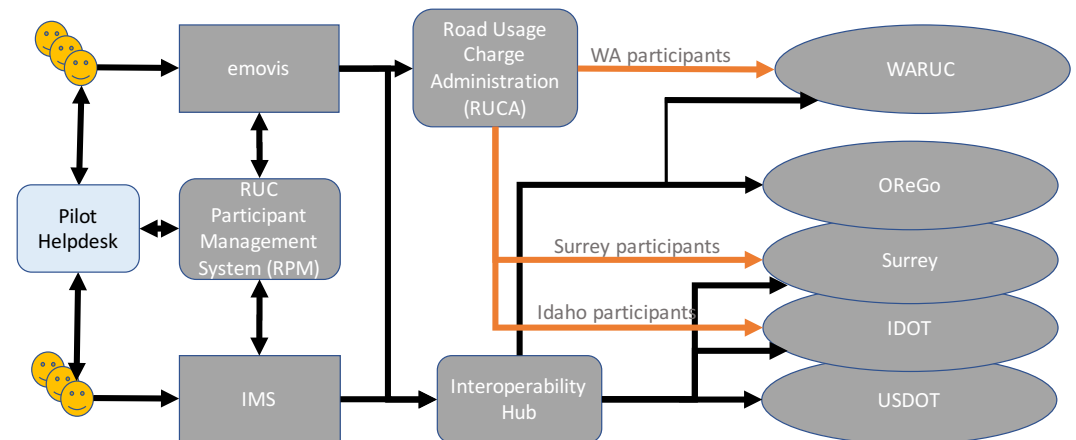 emovis
Road Usage
Charge
Administration
(RUCA)
WA participants
WARUC
Pilot
Helpdesk
RUC
Participant
Management
System (RPM)
OReGo
Surrey participants
Surrey
Idaho participants
IDOT
IMS
Interoperability
Hub
USDOT